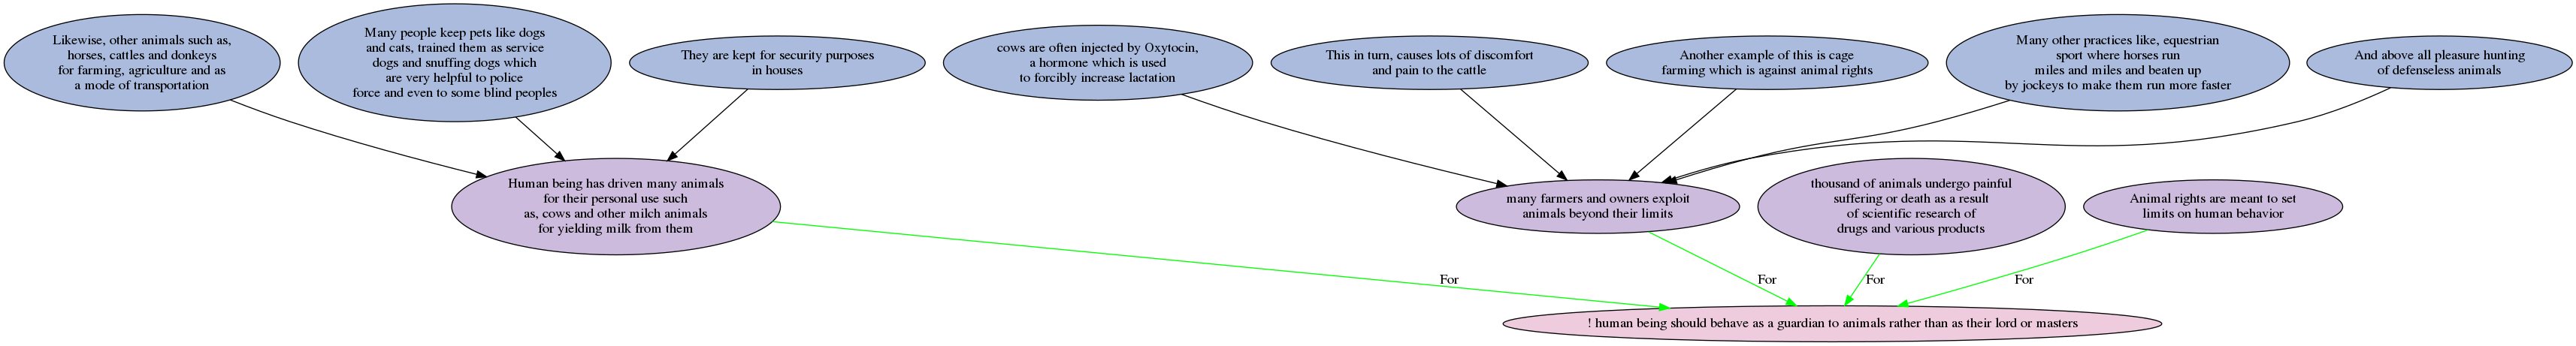 Likewise, other animals such as,
horses, cattles and donkeys
for farming, agriculture and as
a mode of transportation
Many people keep pets like dogs
and cats, trained them as service
dogs and snuffing dogs which
are very helpful to police
force and even to some blind peoples
They are kept for security purposes
in houses
cows are often injected by Oxytocin,
a hormone which is used
to forcibly increase lactation
This in turn, causes lots of discomfort
and pain to the cattle
Another example of this is cage
farming which is against animal rights
Many other practices like, equestrian
sport where horses run
miles and miles and beaten up
by jockeys to make them run more faster
And above all pleasure hunting
of defenseless animals
Human being has driven many animals
for their personal use such
as, cows and other milch animals
for yielding milk from them
many farmers and owners exploit
animals beyond their limits
thousand of animals undergo painful
suffering or death as a result
of scientific research of
drugs and various products
Animal rights are meant to set
limits on human behavior
For
For
For
For
! human being should behave as a guardian to animals rather than as their lord or masters